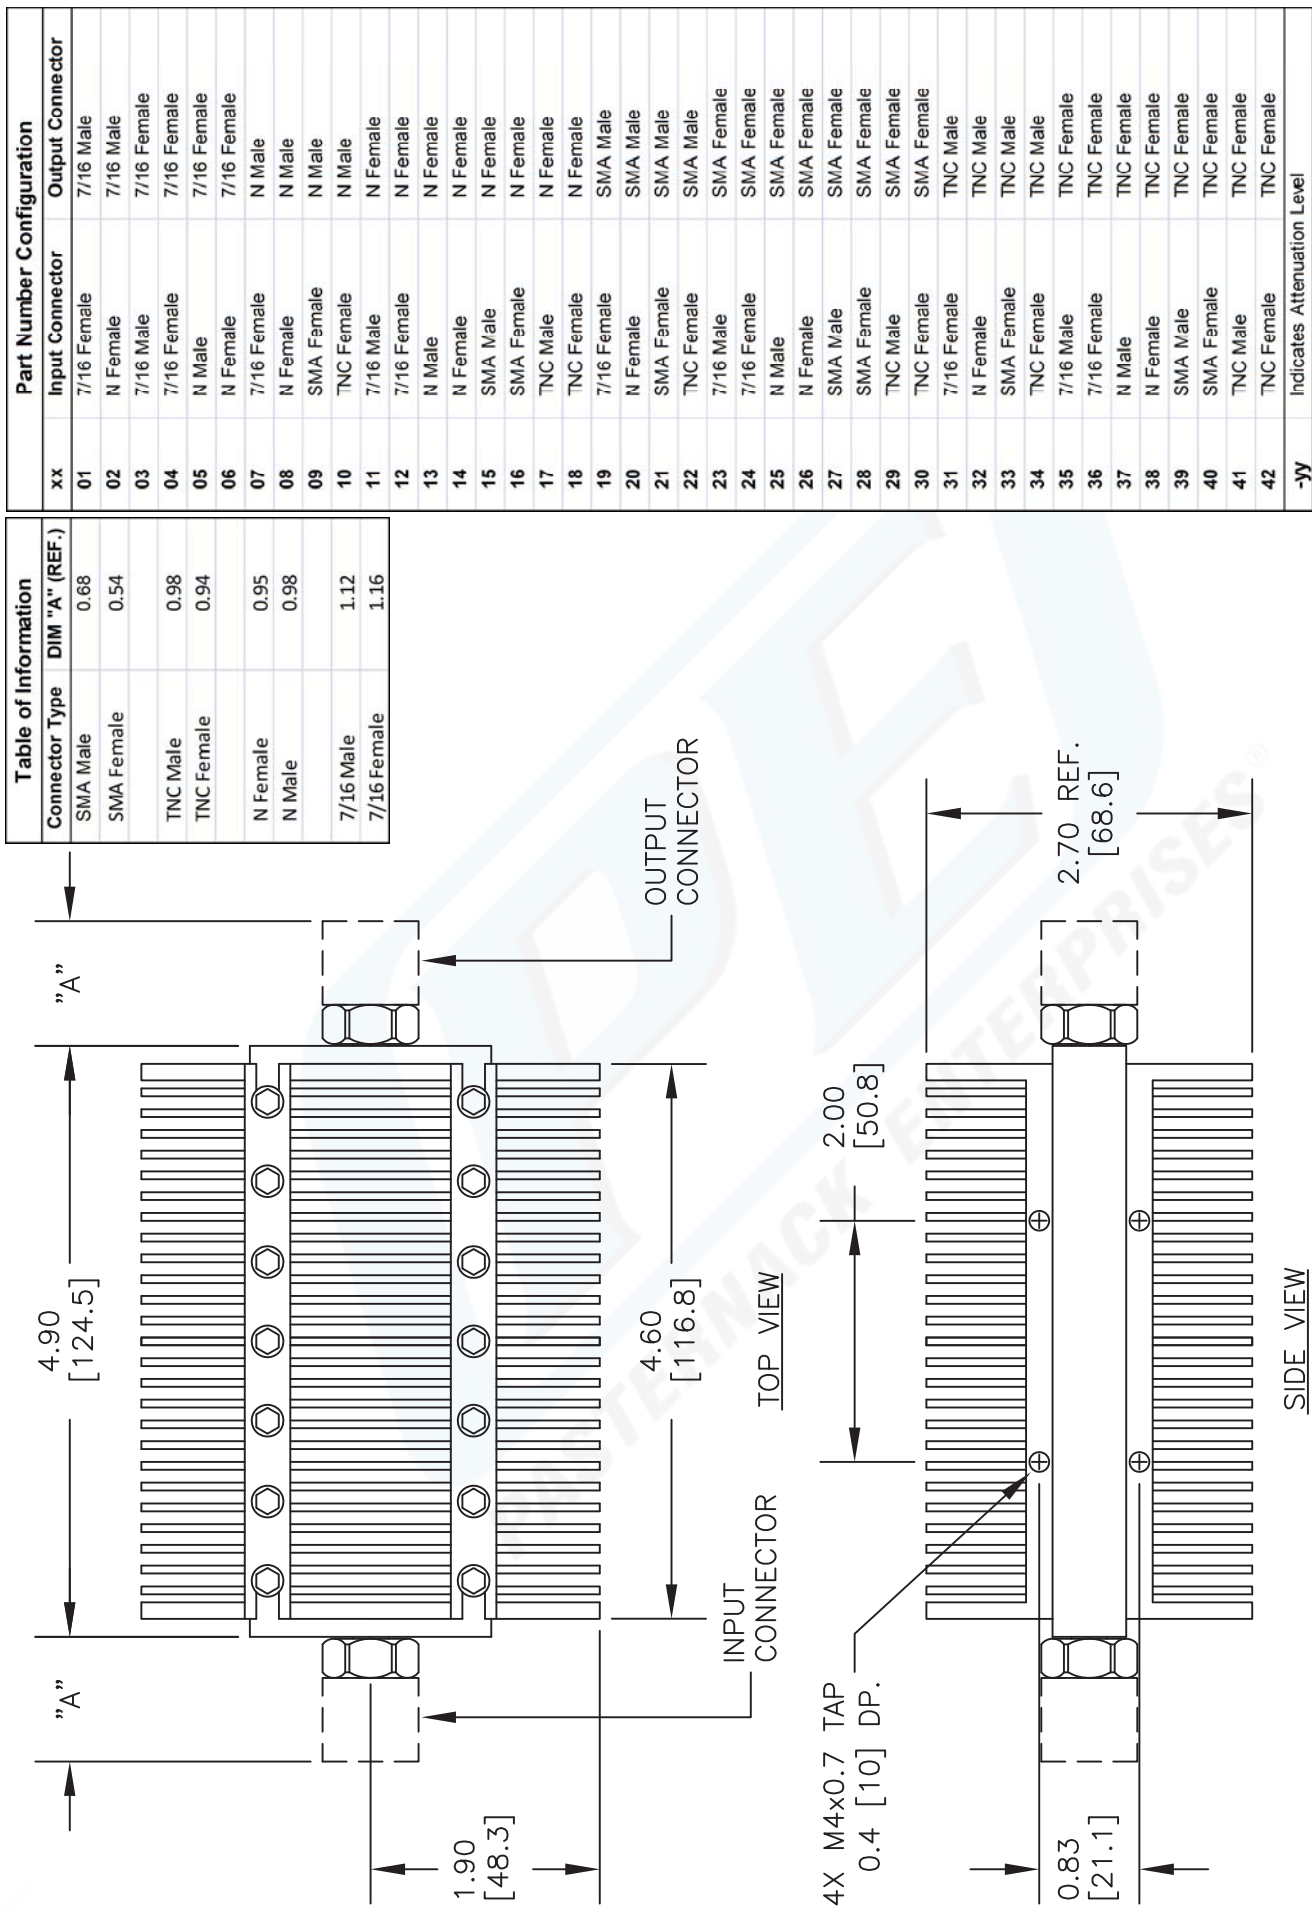 Part Number Configuration
xx Input Connector Output Connector
01 7/16 Female 7/16 Male
02 N Female 7/16 Male
03 7/16 Male 7/16 Female
04 7/16 Female 7/16 Female
05 N Male 7/16 Female
06 N Female 7/16 Female
07 7/16 Female N Male
08 N Female N Male
09 SMA Female N Male
10 TNC Female N Male
11 7/16 Male N Female
12 7/16 Female N Female
13 N Male N Female
14 N Female N Female
15 SMA Male N Female
16 SMA Female N Female
17 TNC Male N Female
18 TNC Female N Female
19 7/16 Female SMA Male
20 N Female SMA Male
21 SMA Female SMA Male
22 TNC Female SMA Male
23 7/16 Male SMA Female
24 7/16 Female SMA Female
25 N Male SMA Female
26 N Female SMA Female
27 SMA Male SMA Female
28 SMA Female SMA Female
29 TNC Male SMA Female
30 TNC Female SMA Female
31 7/16 Female TNC Male
32 N Female TNC Male
33 SMA Female TNC Male
34 TNC Female TNC Male
35 7/16 Male TNC Female
36 7/16 Female TNC Female
37 N Male TNC Female
38 N Female TNC Female
39 SMA Male TNC Female
40 SMA Female TNC Female
41 TNC Male TNC Female
42 TNC Female TNC Female
-yy Indicates Attenuation Level
Table of Information
Connector Type DIM "A" (REF.)
SMA Male 0.68
SMA Female 0.54
TNC Male 0.98
TNC Female 0.94
N Female 0.95
N Male 0.98
7/16 Male 1.12
7/16 Female 1.16
"A"
4.90
[124.5]
"A"
1.90
[48.3]
INPUT
CONNECTOR
4.60
[116.8]
OUTPUT
CONNECTOR
TOP VIEW
4X M4x0.7 TAP
0.4 [10] DP.
2.00
[50.8]
0.83
[21.1]
2.70 REF.
[68.6]
SIDE VIEW
PASTERNACK ENTERPRISES®
PE